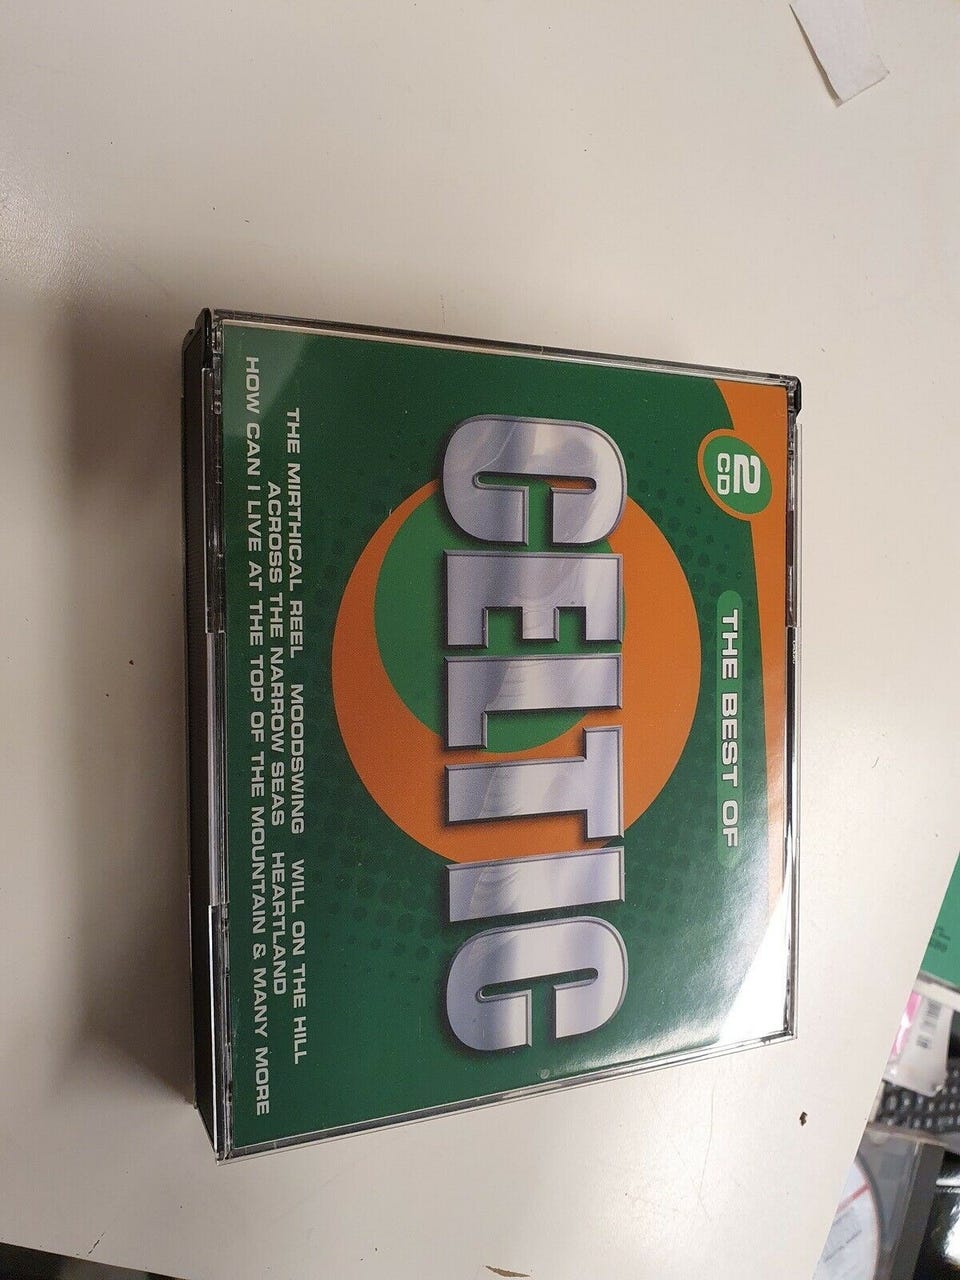 2
CD
THE BEST OF
CELTIC
THE MIRTHICAL REEL MOODSWING WILL ON THE HILL
ACROSS THE NARROW SEAS HEARTLAND
HOW CAN I LIVE AT THE TOP OF THE MOUNTAIN & MANY MORE